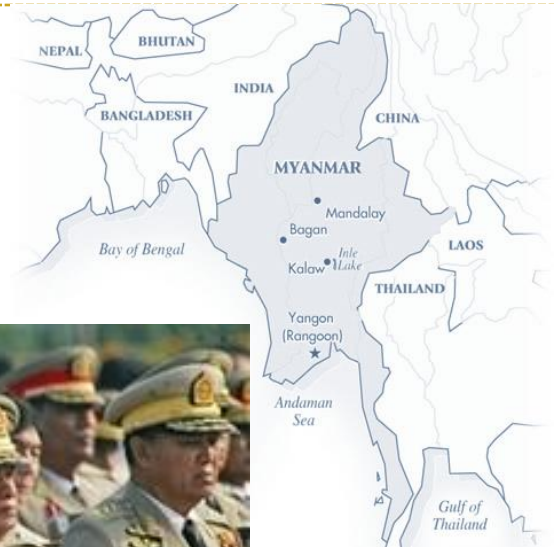 NEPAL
BHUTAN
INDIA
BANGLADESH
CHINA
MYANMAR
Mandalay
Bagan
Bay of Bengal
Inle
Lake
Kalaw
LAOS
THAILAND
Yangon
(Rangoon)
Andaman
Sea
Gulf of
Thailand